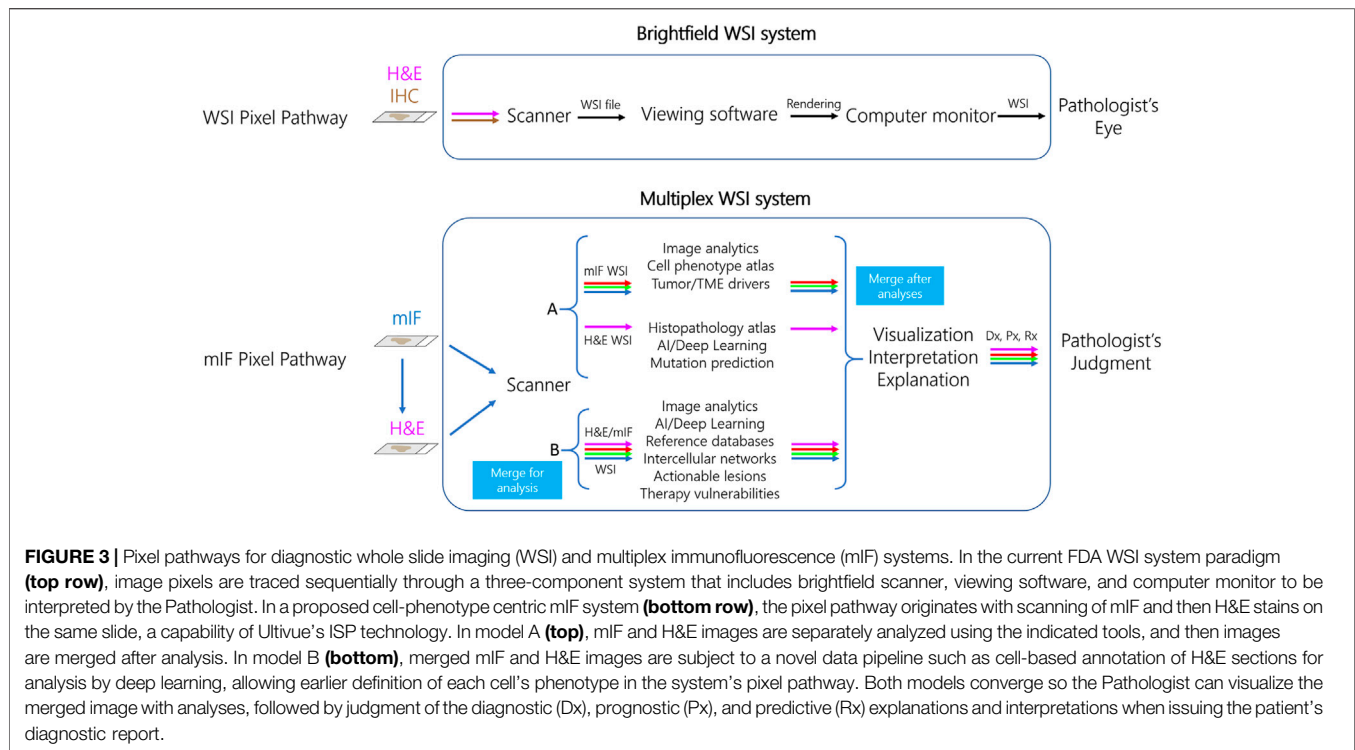 Brightfield WSI system
H&E
IHC
WSI Pixel Pathway
Scanner
WSI file
Viewing software
Rendering
Computer monitor
WSI
Pathologist's
Eye
Multiplex WSI system
mIF Pixel Pathway
mIF
H&E
Scanner
A
mIF WSI
Image analytics
Cell phenotype atlas
Tumor/TME drivers
H&E WSI
Histopathology atlas
AI/Deep Learning
Mutation prediction
Merge after
analyses
B
Merge for
analysis
H&E/mIF
WSI
Image analytics
AI/Deep Learning
Reference databases
Intercellular networks
Actionable lesions
Therapy vulnerabilities
Visualization
Interpretation
Explanation
Dx, Px, Rx
Pathologist's
Judgment
FIGURE 3 | Pixel pathways for diagnostic whole slide imaging (WSI) and multiplex immunofluorescence (mIF) systems. In the current FDA WSI system paradigm
(top row), image pixels are traced sequentially through a three-component system that includes brightfield scanner, viewing software, and computer monitor to be
interpreted by the Pathologist. In a proposed cell-phenotype centric mIF system (bottom row), the pixel pathway originates with scanning of mIF and then H&E stains on
the same slide, a capability of Ultivue's ISP technology. In model A (top), mIF and H&E images are separately analyzed using the indicated tools, and then images
are merged after analysis. In model B (bottom), merged mIF and H&E images are subject to a novel data pipeline such as cell-based annotation of H&E sections for
analysis by deep learning, allowing earlier definition of each cell's phenotype in the system's pixel pathway. Both models converge so the Pathologist can visualize the
merged image with analyses, followed by judgment of the diagnostic (Dx), prognostic (Px), and predictive (Rx) explanations and interpretations when issuing the patient's
diagnostic report.